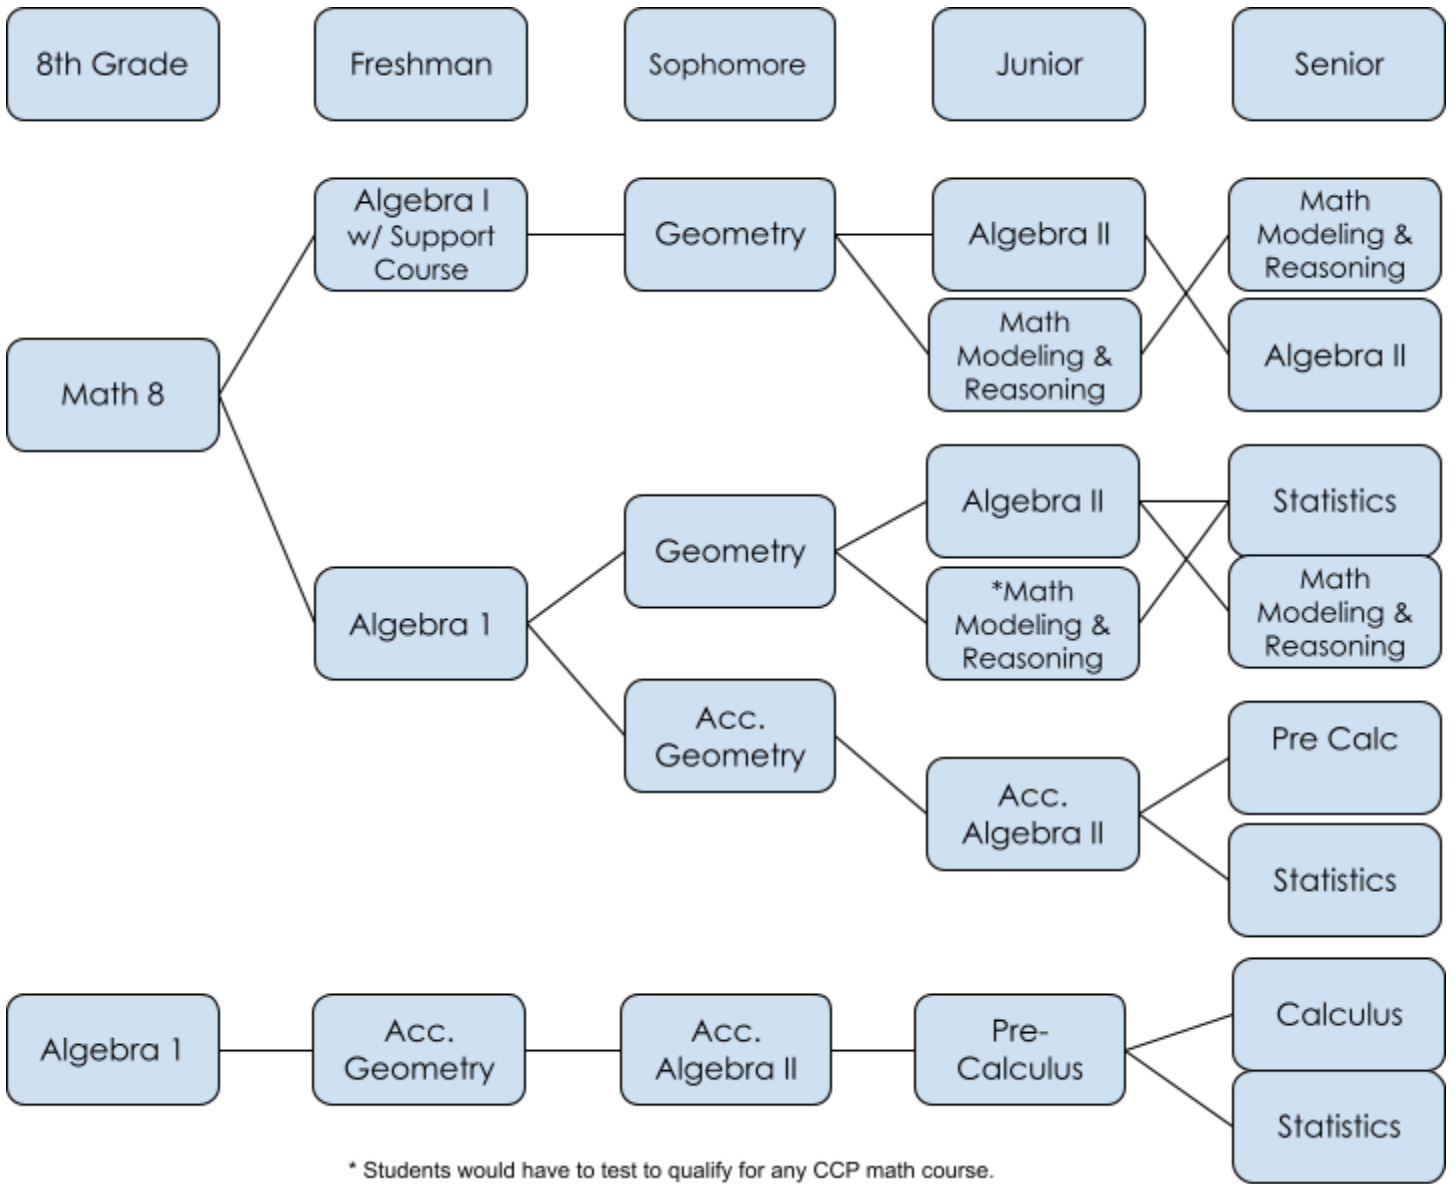 8th Grade
Freshman
Sophomore
Junior
Senior
Algebra I
w/ Support
Course
Geometry
Algebra II
Math
Modeling &
Reasoning
Math
Modeling &
Reasoning
Algebra II
Math 8
Algebra II
Statistics
Geometry
*Math
Modeling &
Reasoning
Math
Modeling &
Reasoning
Algebra 1
Acc.
Geometry
Acc.
Algebra II
Pre Calc
Statistics
Algebra 1
Acc.
Geometry
Acc.
Algebra II
Pre-
Calculus
Calculus
Statistics
* Students would have to test to qualify for any CCP math course.